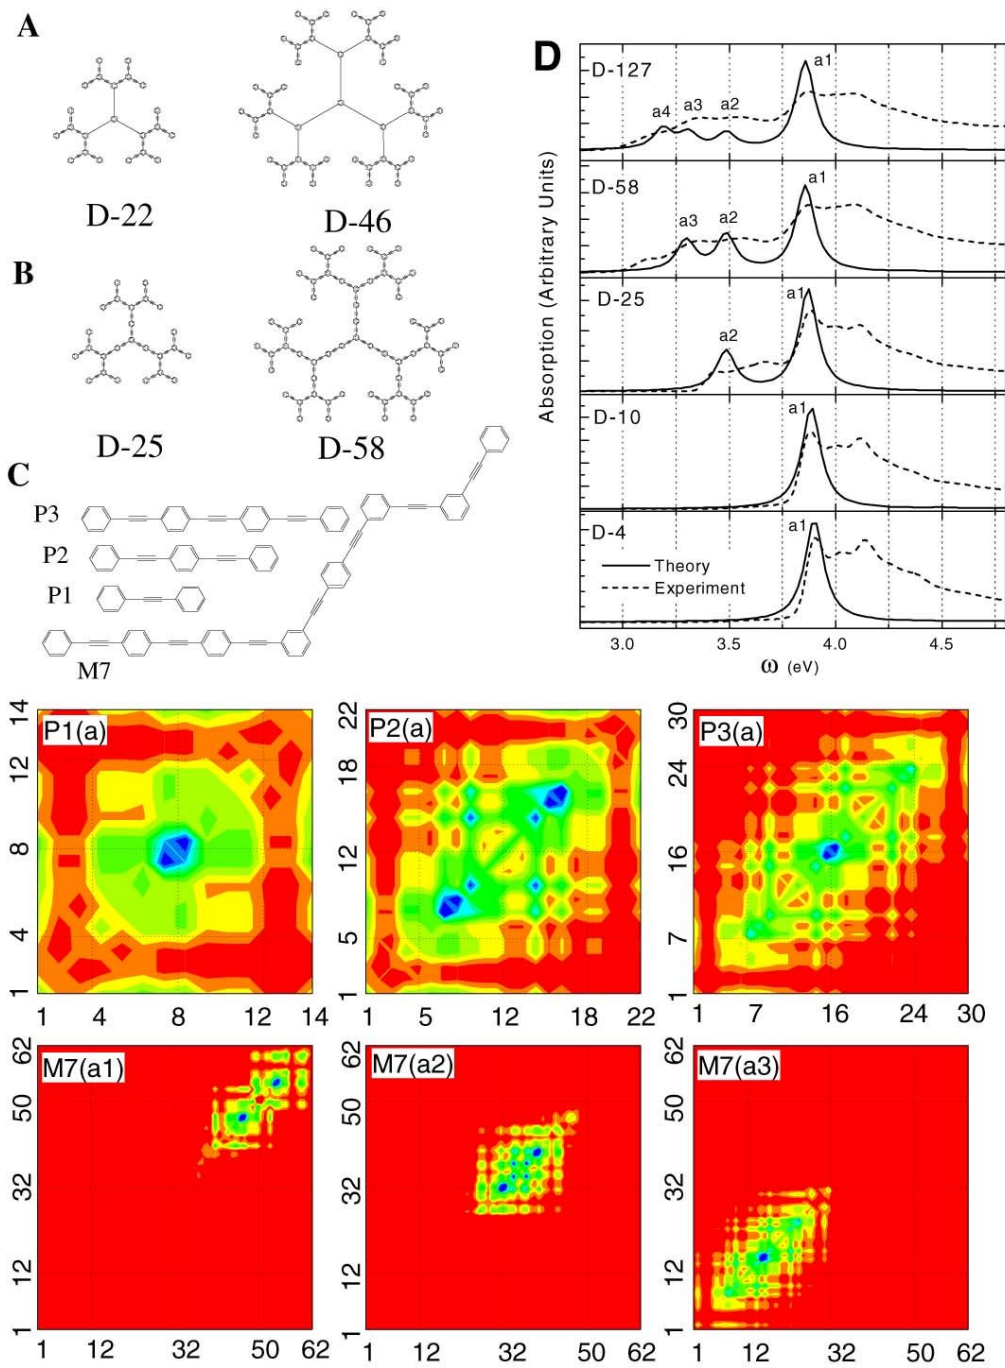 A
D-22
D-46
B
D-25
D-58
C
P3
P2
P1
M7
D
Absorption (Arbitrary Units)
D-127
a4
a3
a2
a1
D-58
a3
a2
a1
D-25
a2
a1
D-10
a1
D-4
a1
Theory
Experiment
3.0 3.5 4.0 4.5
ω (eV)
P1(a)
14
12
8
4
1
1 4 8 12 14
P2(a)
22
18
12
5
1
1 5 12 18 22
P3(a)
30
24
16
7
1
1 7 16 24 30
M7(a1)
62
50
32
12
1
1 12 32 50 62
M7(a2)
62
50
32
12
1
1 12 32 50 62
M7(a3)
62
50
32
12
1
1 12 32 50 62